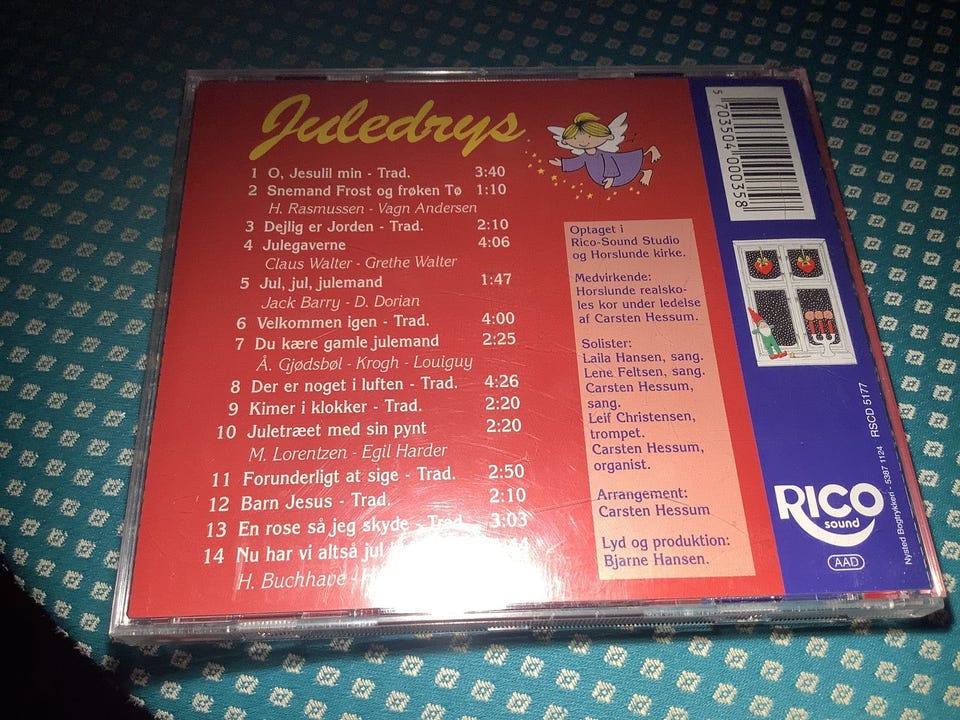 Juledrys
1 O, Jesulil min - Trad. 3:40
2 Snemand Frost og frøken Tø 1:10
H. Rasmussen - Vagn Andersen
3 Dejlig er Jorden - Trad. 2:10
4 Julegaverne 4:06
Claus Walter - Grethe Walter
5 Jul, jul, julemand 1:47
Jack Barry - D. Dorian
6 Velkommen igen - Trad. 4:00
7 Du kære gamle julemand 2:25
Å. Gjødsbøl - Krogh - Louiguy
8 Der er noget i luften - Trad. 4:26
9 Kimer i klokker - Trad. 2:20
10 Juletræet med sin pynt 2:20
M. Lorentzen - Egil Harder
11 Forunderligt at sige - Trad. 2:50
12 Barn Jesus - Trad. 2:10
13 En rose så jeg skyde - Trad. 3:03
14 Nu har vi altså jul
H. Buchhave -
Optaget i
Rico-Sound Studio
og Horslunde kirke.
Medvirkende:
Horslunde realsko-
les kor under ledelse
af Carsten Hessum.
Solister:
Laila Hansen, sang.
Lene Feltsen, sang.
Carsten Hessum,
sang.
Leif Christensen,
trompet.
Carsten Hessum,
organist.
Arrangement:
Carsten Hessum
Lyd og produktion:
Bjarne Hansen.
5 703504 000358
RICO
sound
AAD
Nysted Bogtrykkeri - 5387 1124 RSCD 5177